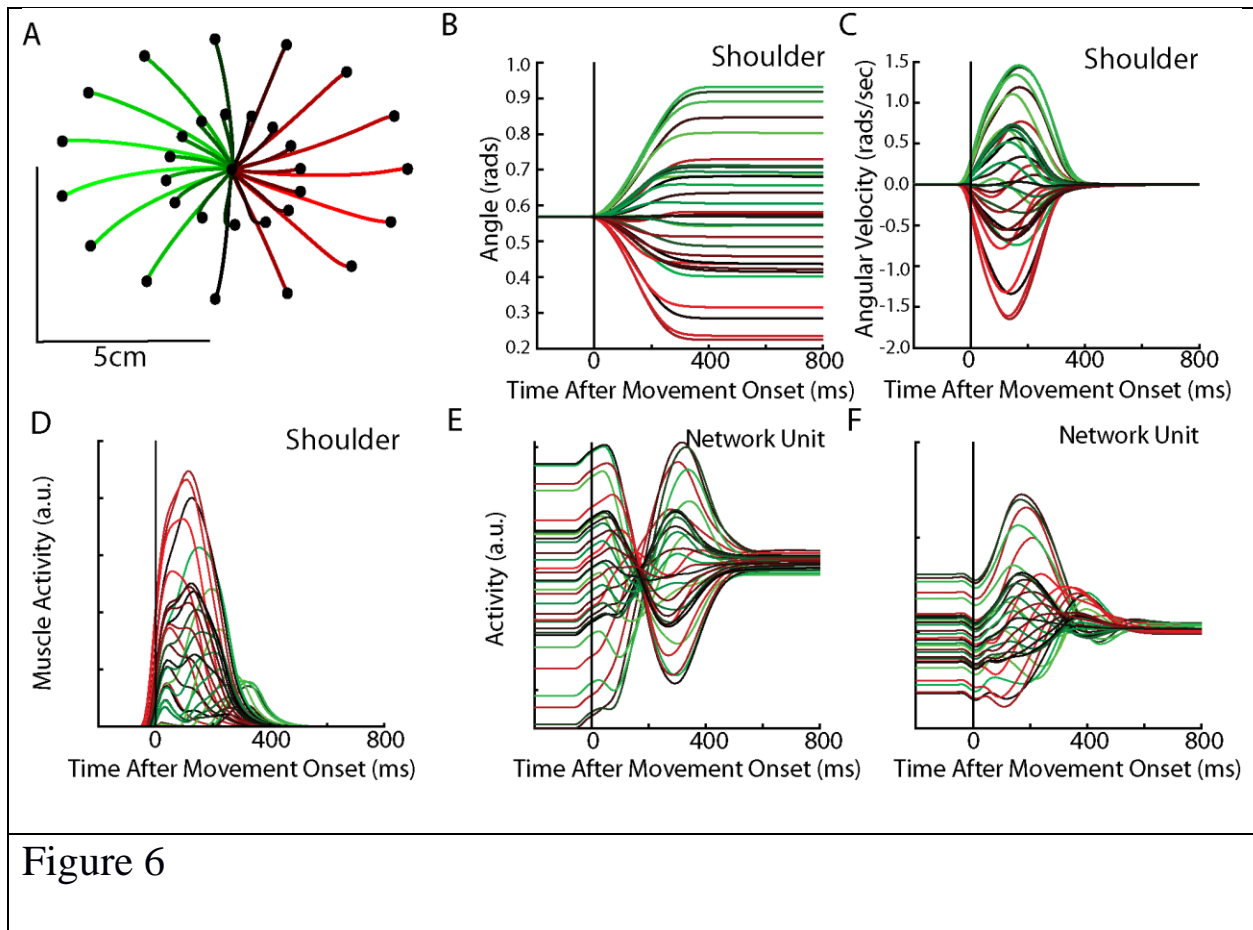 A
5cm
B
Shoulder
Angle (rads)
1.0
0.9
0.8
0.7
0.6
0.5
0.4
0.3
0.2
0
400
800
Time After Movement Onset (ms)
C
Shoulder
Angular Velocity (rads/sec)
1.5
1.0
0.5
0.0
-0.5
-1.0
-1.5
-2.0
0
400
800
Time After Movement Onset (ms)
D
Shoulder
Muscle Activity (a.u.)
0
400
800
Time After Movement Onset (ms)
E
Network Unit
Activity (a.u.)
0
400
800
Time After Movement Onset (ms)
F
Network Unit
0
400
800
Time After Movement Onset (ms)
Figure 6